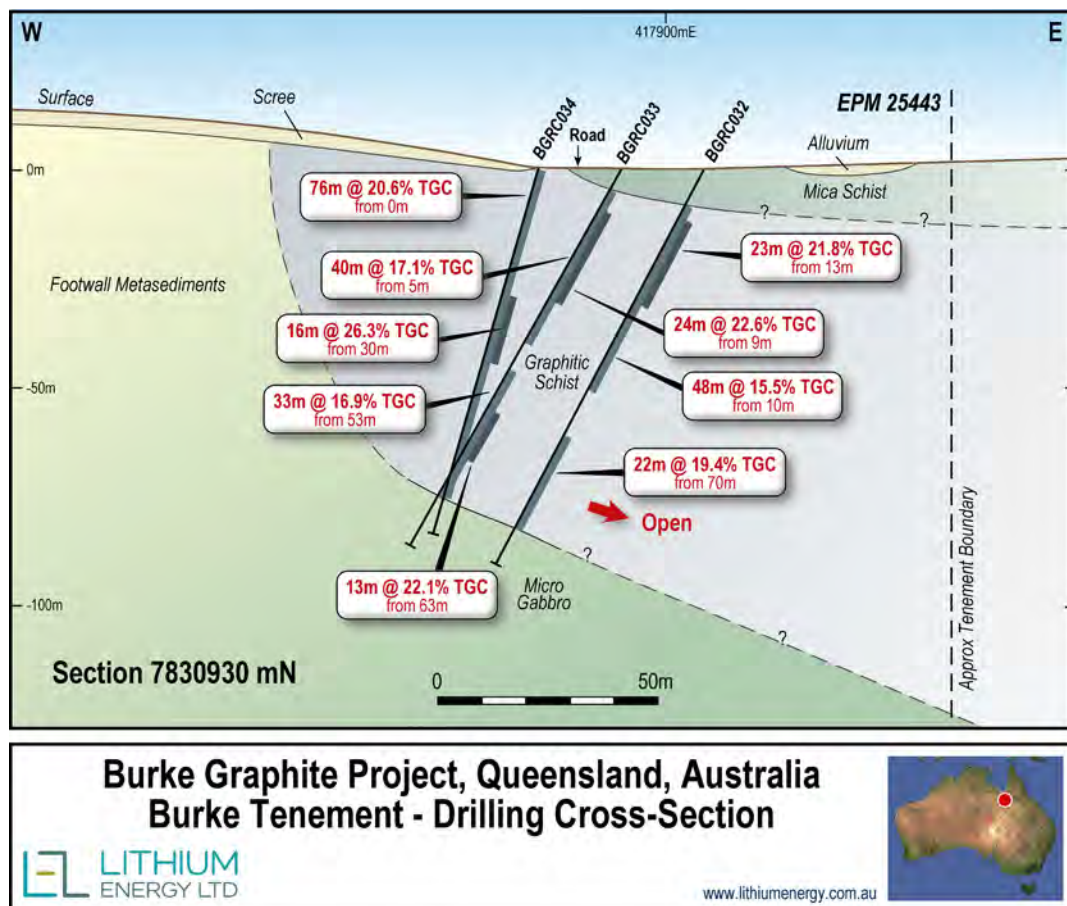 W
417900mE
E
EPM 25443
Surface
Scree
BGRC034
Road
BGRC033
BGRC032
Alluvium
Mica Schist
0m
76m @ 20.6% TGC
from 0m
?
?
40m @ 17.1% TGC
from 5m
23m @ 21.8% TGC
from 13m
Footwall Metasediments
16m @ 26.3% TGC
from 30m
24m @ 22.6% TGC
from 9m
Graphitic
Schist
-50m
33m @ 16.9% TGC
from 53m
48m @ 15.5% TGC
from 10m
22m @ 19.4% TGC
from 70m
Open
?
13m @ 22.1% TGC
from 63m
Micro
Gabbro
-100m
?
Approx Tenement Boundary
Section 7830930 mN
0
50m
Burke Graphite Project, Queensland, Australia
Burke Tenement - Drilling Cross-Section
LITHIUM
ENERGY LTD
www.lithiumenergy.com.au